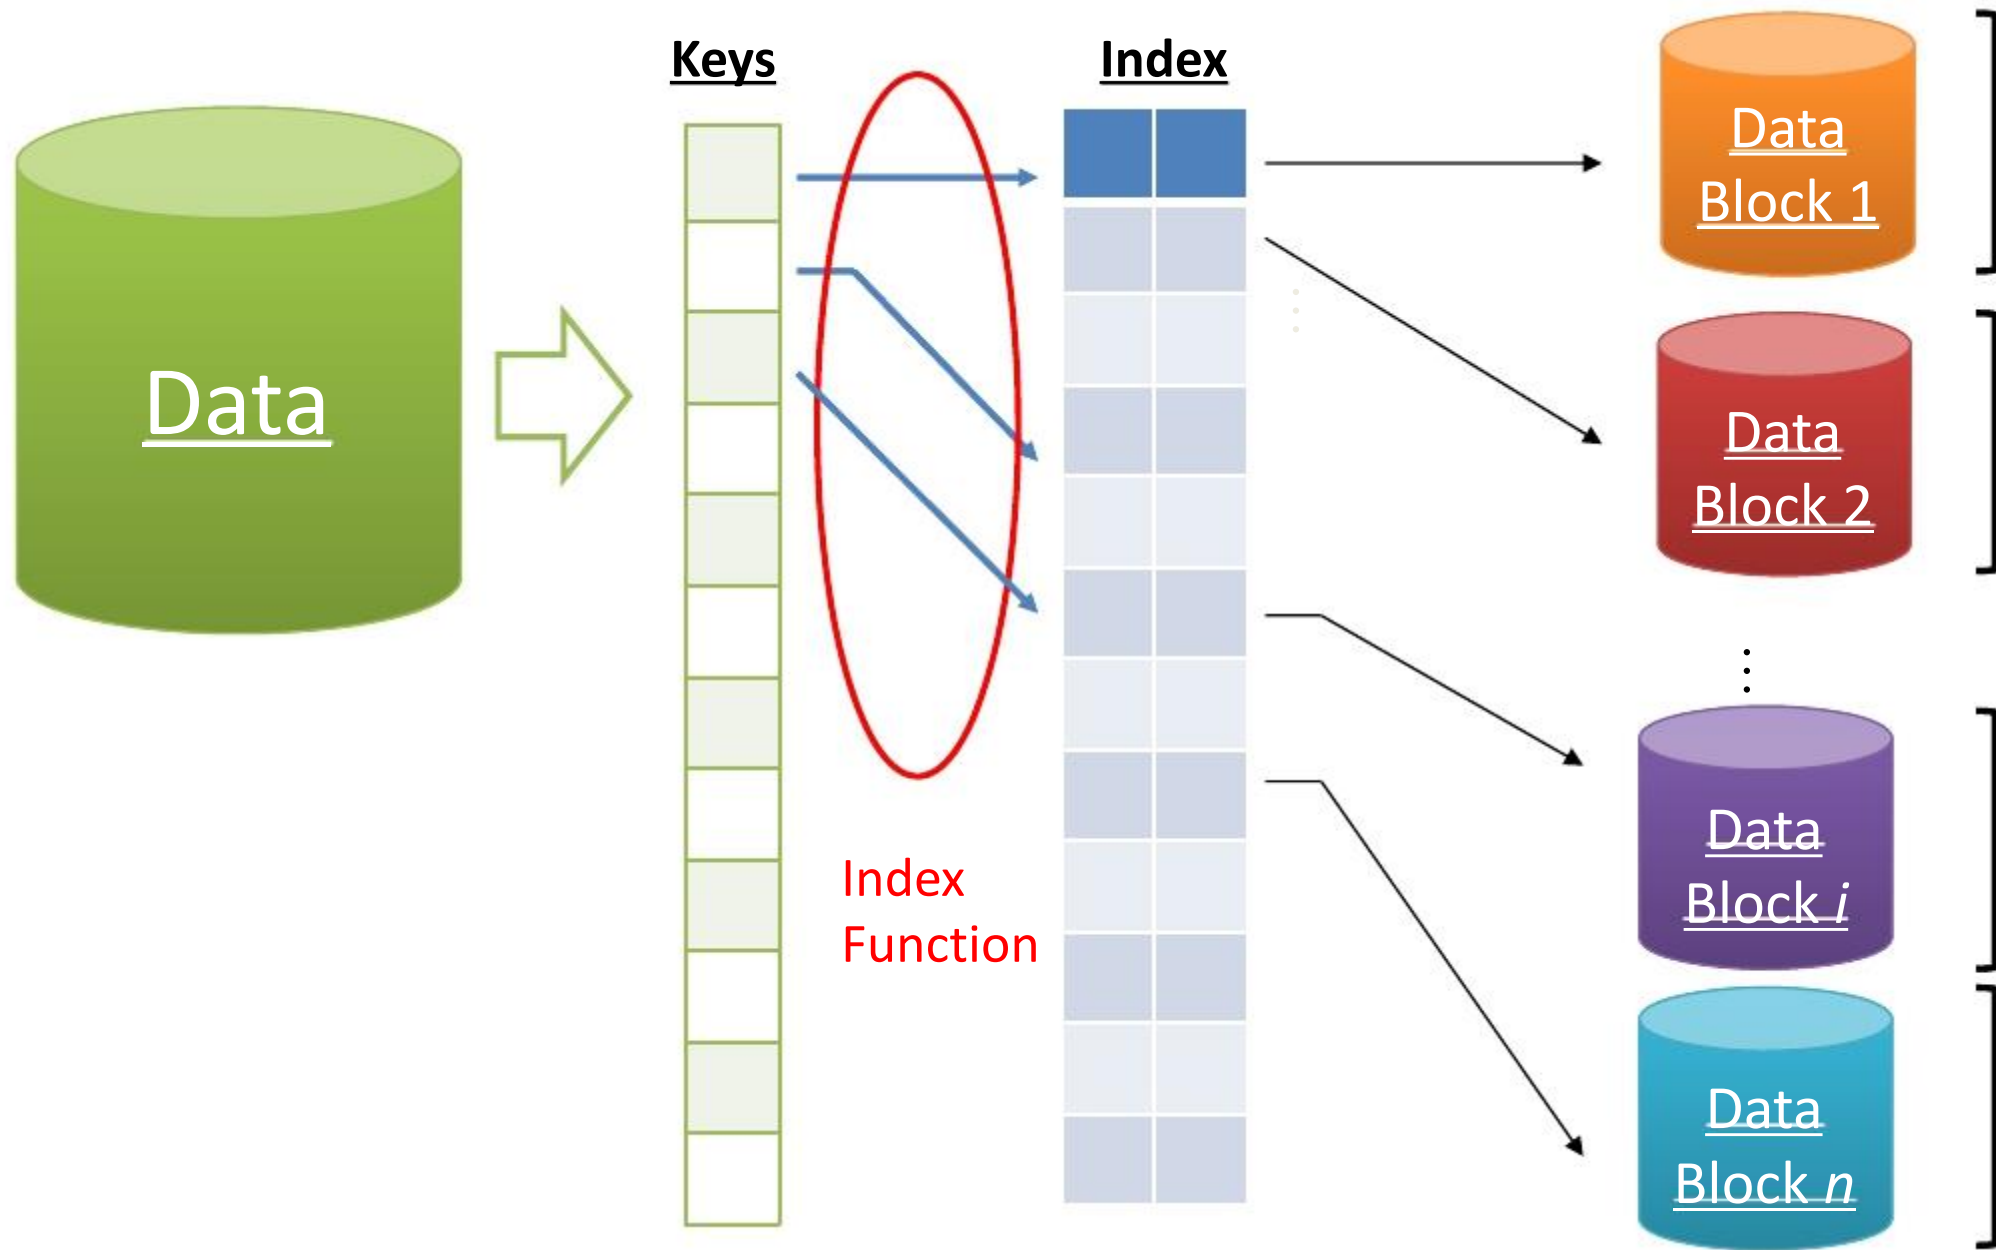 Data
Keys
Index
Function
Index
Data
Block 1
Data
Block 2
⋮
Data
Block i
Data
Block n